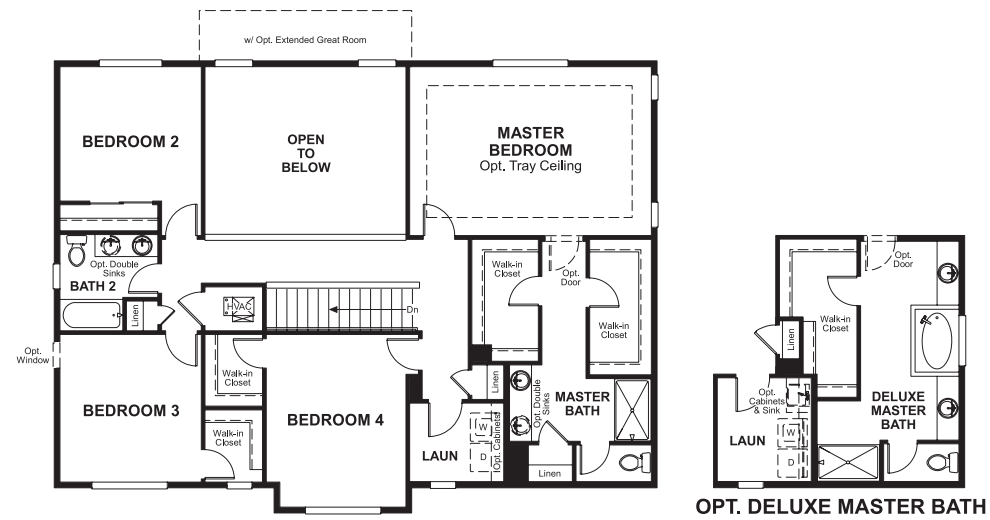 w/ Opt. Extended Great Room
BEDROOM 2
OPEN
TO
BELOW
MASTER
BEDROOM
Opt. Tray Ceiling
Opt. Double
Sinks
BATH 2
Linen
HVAC
Dn
Walk-in
Closet
Opt.
Door
Walk-in
Closet
Opt.
Window
Walk-in
Closet
BEDROOM 3
Walk-in
Closet
BEDROOM 4
Linen
LAUN
W
D
Opt. Cabinets
Opt. Double
Sinks
MASTER
BATH
Linen
Opt.
Door
Walk-in
Closet
Linen
Opt.
Cabinets
& Sink
LAUN
W
D
DELUXE
MASTER
BATH
OPT. DELUXE MASTER BATH